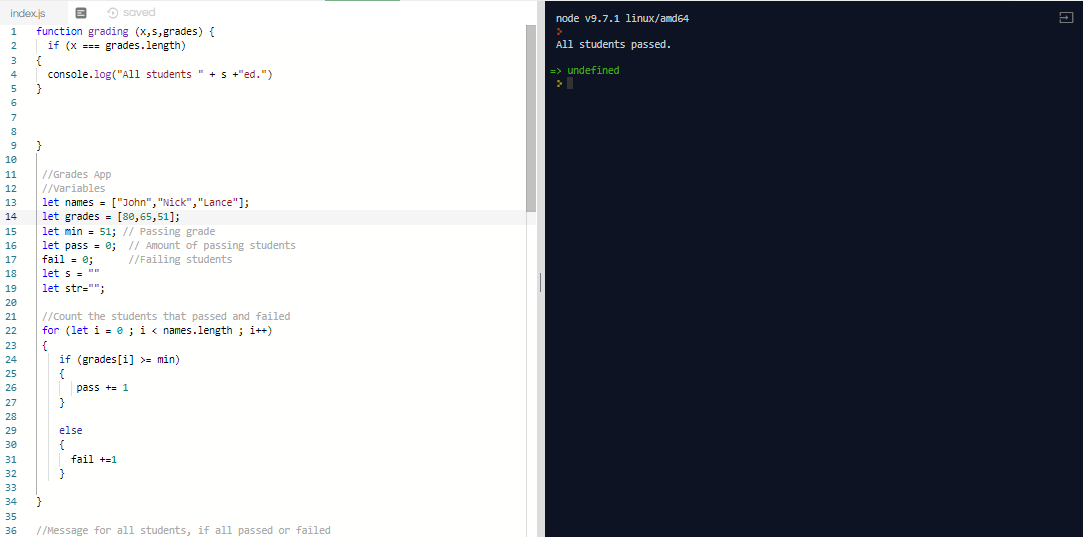 index.js saved
1 function grading (x,s,grades) {
2 if (x === grades.length)
3 {
4 console.log("All students " + s +"ed.")
5 }
6
7
8
9 }
10
11 //Grades App
12 //Variables
13 let names = ["John","Nick","Lance"];
14 let grades = [80,65,51];
15 let min = 51; // Passing grade
16 let pass = 0; // Amount of passing students
17 fail = 0; //Failing students
18 let s = ""
19 let str="";
20
21 //Count the students that passed and failed
22 for (let i = 0 ; i < names.length ; i++)
23 {
24 if (grades[i] >= min)
25 {
26 pass += 1
27 }
28
29 else
30 {
31 fail +=1
32 }
33
34 }
35
36 //Message for all students, if all passed or failed
node v9.7.1 linux/amd64
All students passed.
=> undefined